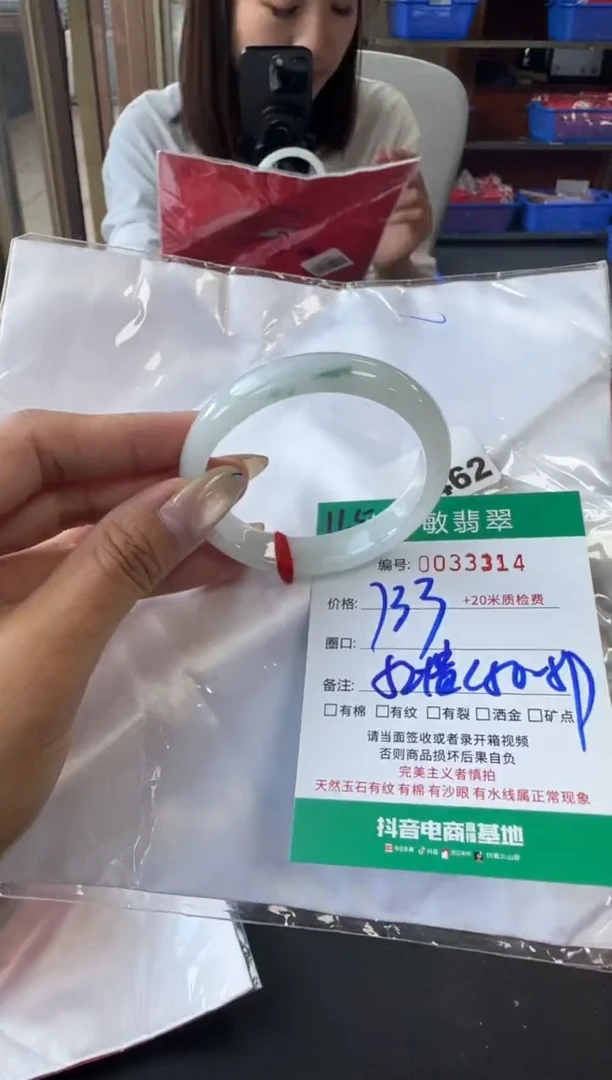 462
敏翡翠
编号: 0033314
价格: 133 +20米质检费
圈口:
备注:
□有棉 □有纹 □有裂 □洒金 □矿点
请当面签收或者录开箱视频
否则商品损坏后果自负
完美主义者慎拍
天然玉石有纹有棉有沙眼有水线属正常现象
抖音电商直播基地